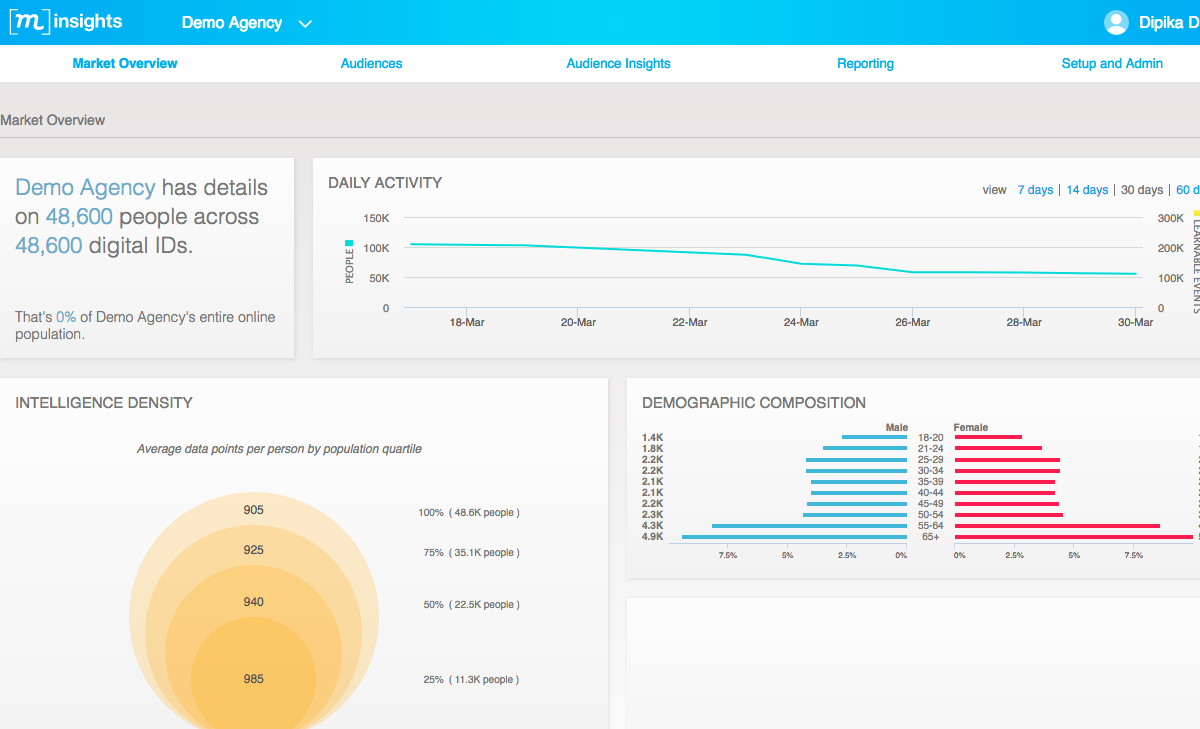 [m] insights
Demo Agency
Dipika D
Market Overview
Audiences
Audience Insights
Reporting
Setup and Admin
Market Overview
Demo Agency has details
on 48,600 people across
48,600 digital IDs.
That's 0% of Demo Agency's entire online
population.
DAILY ACTIVITY
view 7 days | 14 days | 30 days | 60 d
PEOPLE
150K
100K
50K
0
300K
200K
100K
0
LEARNABLE EVENTS
18-Mar 20-Mar 22-Mar 24-Mar 26-Mar 28-Mar 30-Mar
INTELLIGENCE DENSITY
Average data points per person by population quartile
905 100% ( 48.6K people )
925 75% ( 35.1K people )
940 50% ( 22.5K people )
985 25% ( 11.3K people )
DEMOGRAPHIC COMPOSITION
Male Female
1.4K 18-20
1.8K 21-24
2.2K 25-29
2.2K 30-34
2.1K 35-39
2.1K 40-44
2.2K 45-49
2.3K 50-54
4.3K 55-64
4.9K 65+
7.5% 5% 2.5% 0% 0% 2.5% 5% 7.5%